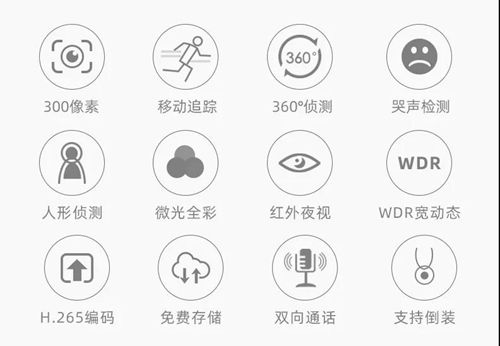 360°
300像素
移动追踪
360°侦测
哭声检测
WDR
人形侦测
微光全彩
红外夜视
WDR宽动态
H.265编码
免费存储
双向通话
支持倒装